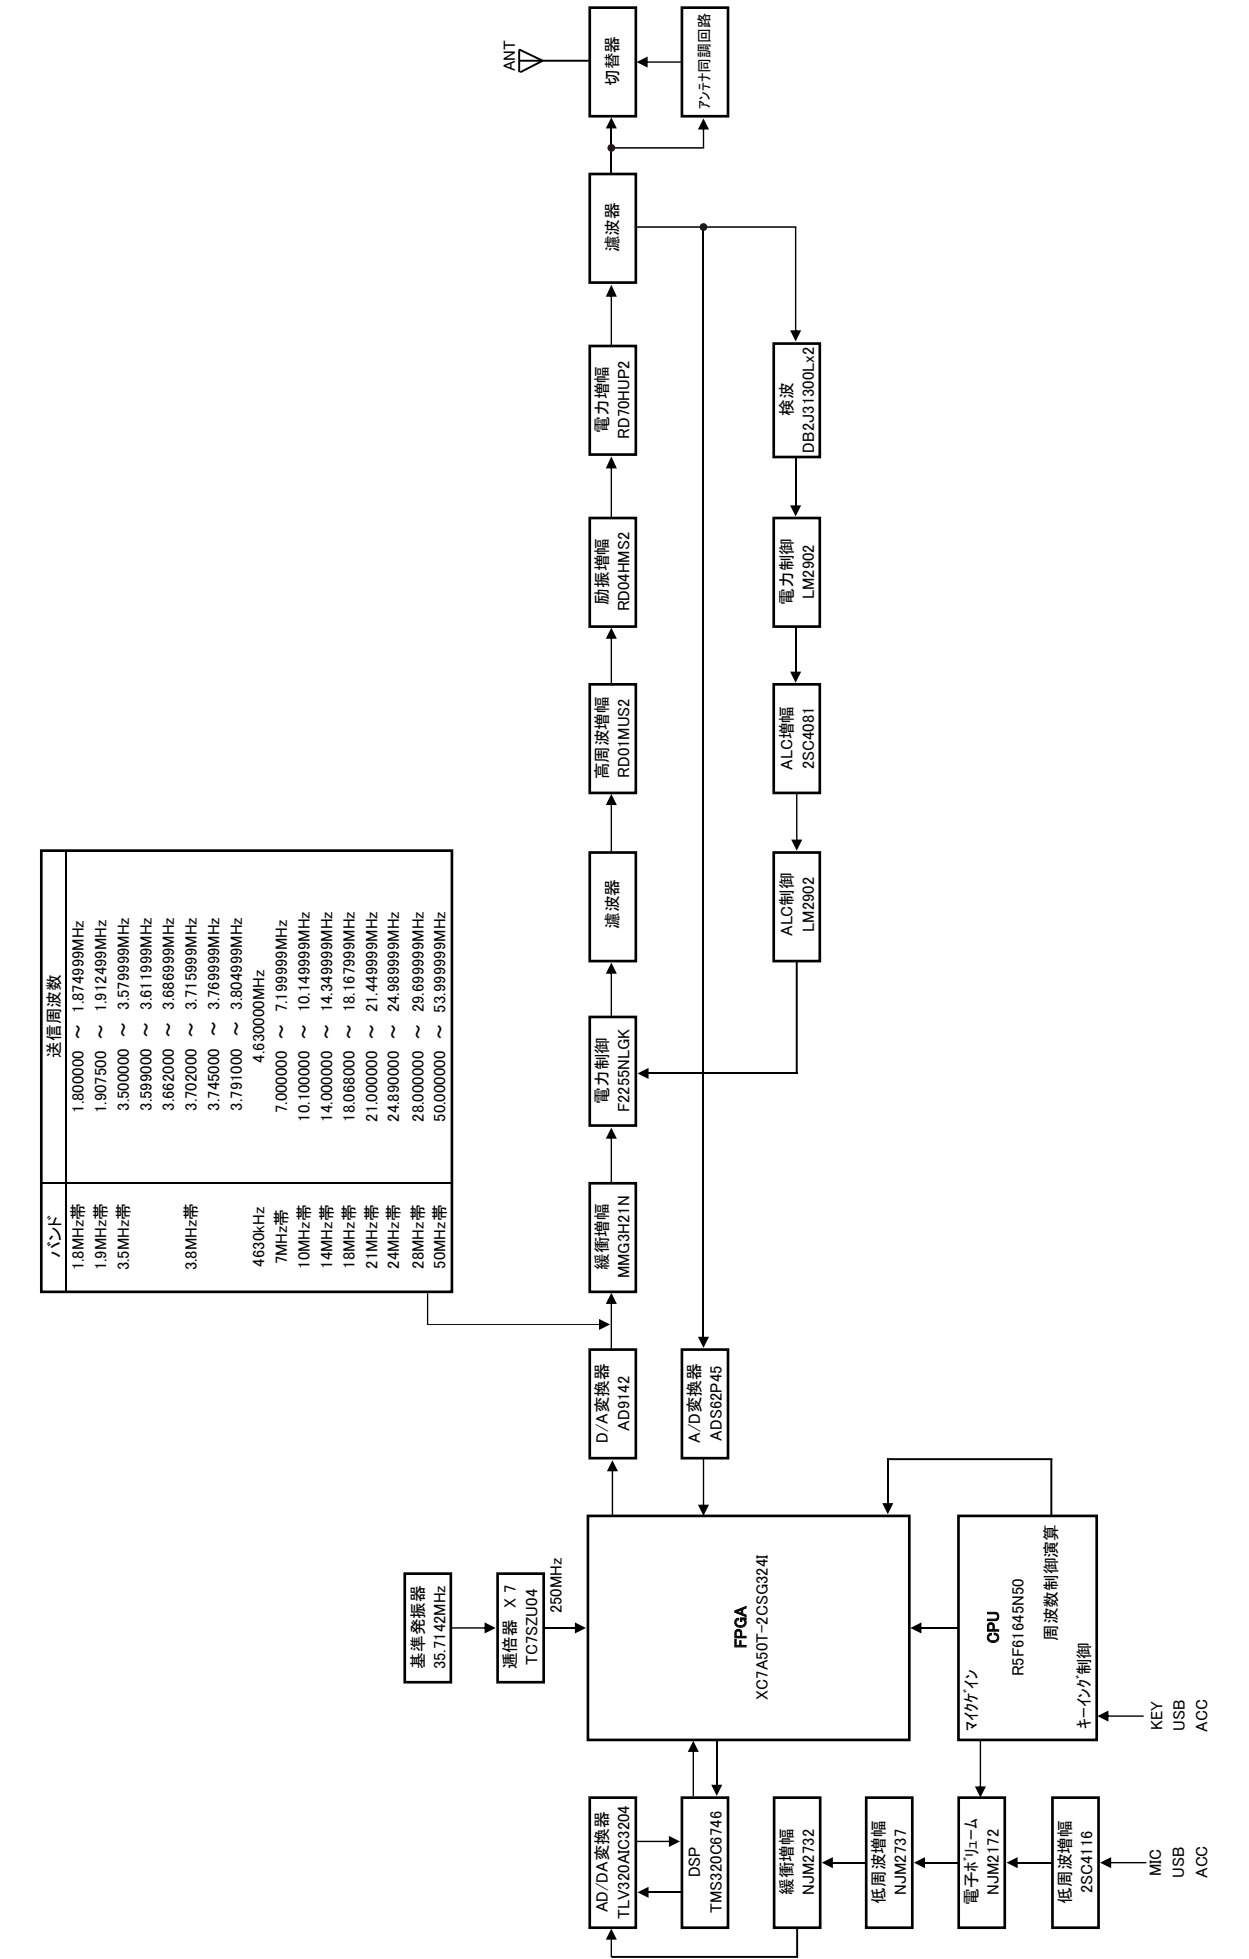 バンド
送信周波数
1.8MHz帯 1.800000 ～ 1.874999MHz
1.9MHz帯 1.907500 ～ 1.912499MHz
3.5MHz帯 3.500000 ～ 3.579999MHz
3.599000 ～ 3.611999MHz
3.662000 ～ 3.686999MHz
3.8MHz帯 3.702000 ～ 3.715999MHz
3.745000 ～ 3.769999MHz
3.791000 ～ 3.804999MHz
4630kHz 4.630000MHz
7MHz帯 7.000000 ～ 7.199999MHz
10MHz帯 10.100000 ～ 10.149999MHz
14MHz帯 14.000000 ～ 14.349999MHz
18MHz帯 18.068000 ～ 18.167999MHz
21MHz帯 21.000000 ～ 21.449999MHz
24MHz帯 24.890000 ～ 24.989999MHz
28MHz帯 28.000000 ～ 29.699999MHz
50MHz帯 50.000000 ～ 53.999999MHz
基準発振器
35.7142MHz
逓倍器 X 7
TC7SZU04
250MHz
ANT
AD/DA変換器
TLV320AIC3204
D/A変換器
AD9142
緩衝増幅
MMG3H21N
電力制御
F2255NLGK
濾波器
高周波増幅
RD01MUS2
励振増幅
RD04HMS2
電力増幅
RD70HUP2
濾波器
切替器
DSP
TMS320C6746
FPGA
XC7A50T-2CSG324I
A/D変換器
ADS62P45
アンテナ同調回路
緩衝増幅
NJM2732
ALC制御
LM2902
ALC増幅
2SC4081
電力制御
LM2902
検波
DB2J31300Lx2
低周波増幅
NJM2737
電子ボリューム
NJM2172
マイクゲイン
CPU
R5F61645N50
周波数制御演算
キーイング制御
低周波増幅
2SC4116
MIC
USB
ACC
KEY
USB
ACC